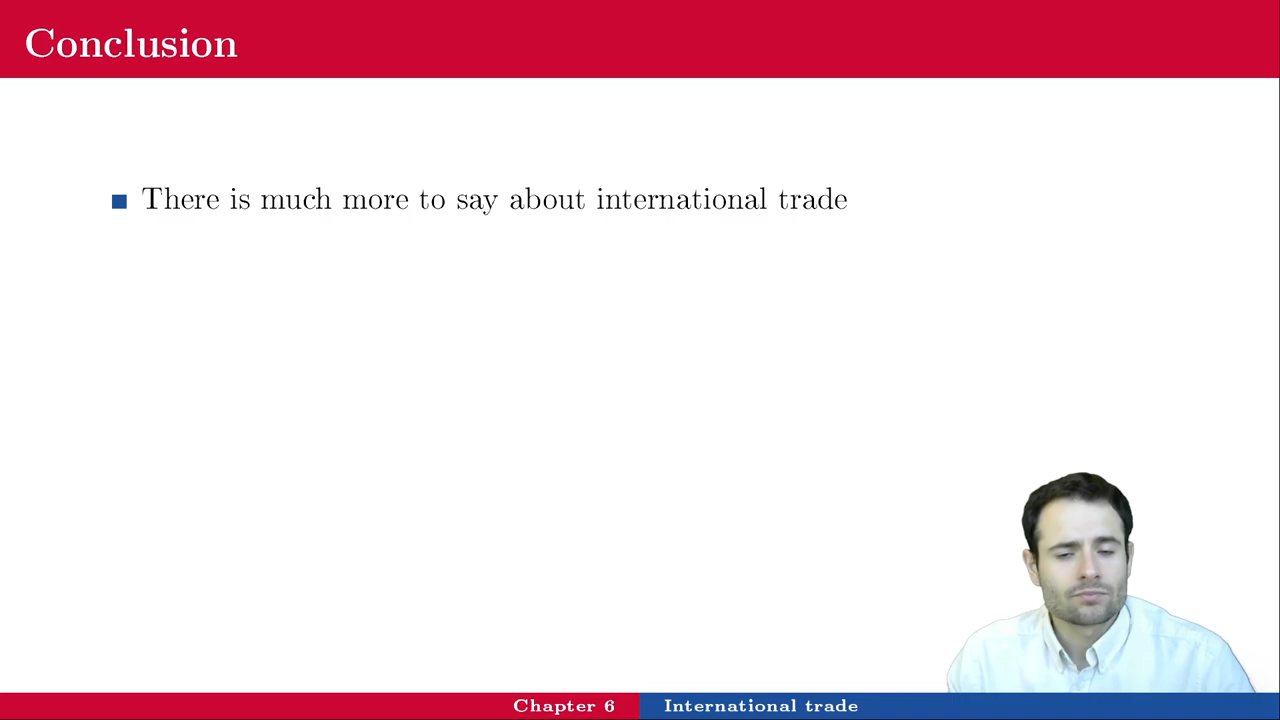 Conclusion
There is much more to say about international trade
Chapter 6 International trade